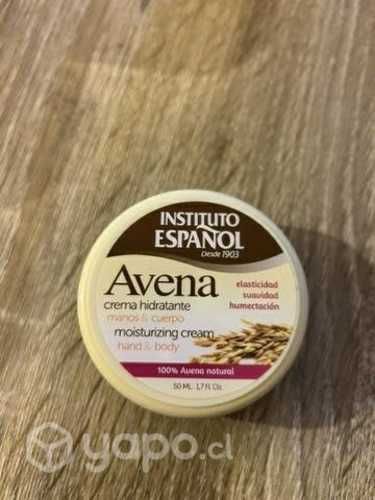 INSTITUTO
ESPAÑOL
Desde 1903
Avena
crema hidratante
manos & cuerpo
moisturizing cream
hand & body
elasticidad
suavidad
humectación
100% Avena natural
50 ML 1,7 Fl. Oz.
yapo.cl